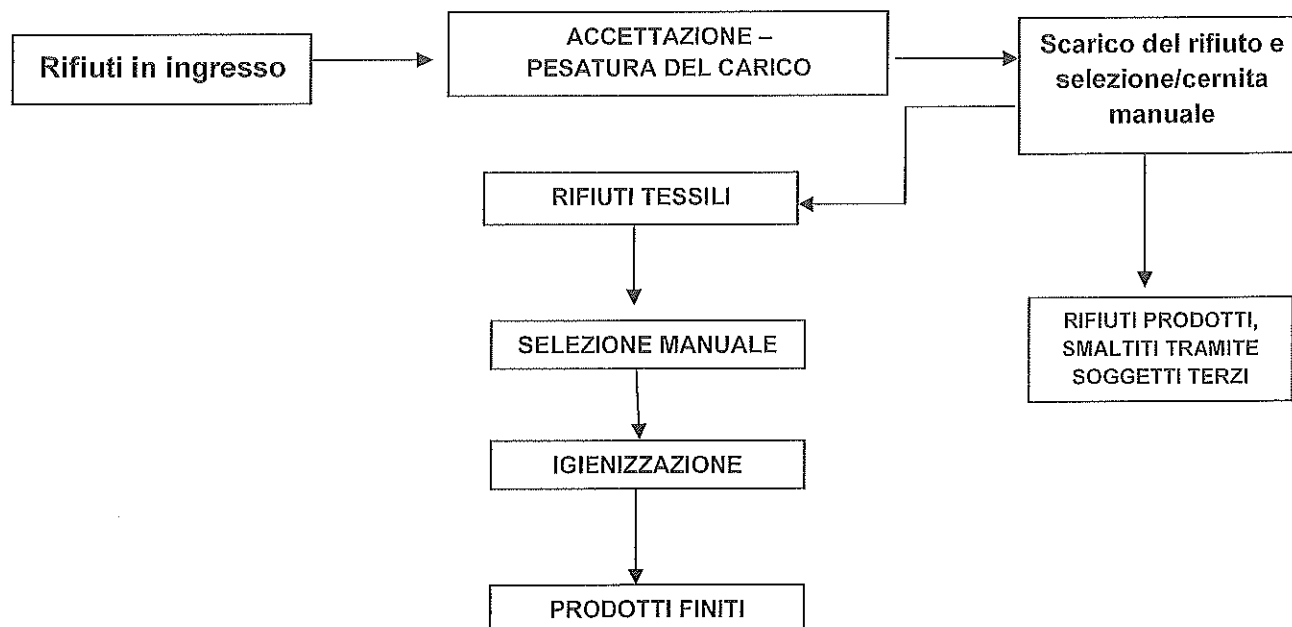 Rifiuti in ingresso
ACCETTAZIONE –
PESATURA DEL CARICO
Scarico del rifiuto e
selezione/cernita
manuale
RIFIUTI TESSILI
SELEZIONE MANUALE
IGIENIZZAZIONE
PRODOTTI FINITI
RIFIUTI PRODOTTI,
SMALTITI TRAMITE
SOGGETTI TERZI